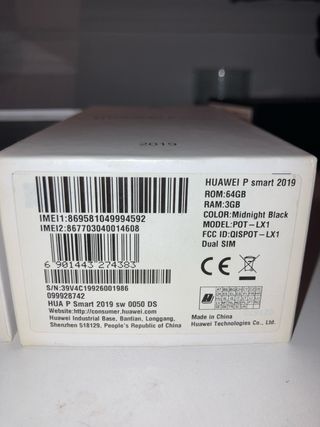 2019
HUAWEI P smart 2019
ROM:64GB
RAM:3GB
COLOR:Midnight Black
MODEL:POT-LX1
FCC ID:QISPOT-LX1
Dual SIM
IMEI1:869581049994592
IMEI2:867703040014608
6 901443 274383
S/N:39V4C19926001986
099928742
HUA P Smart 2019 sw 0050 DS
Website:http://consumer.huawei.com
Huawei Industrial Base, Bantian, Longgang,
Shenzhen 518129, People's Republic of China
CE
Made in China
Huawei Technologies Co., Ltd.